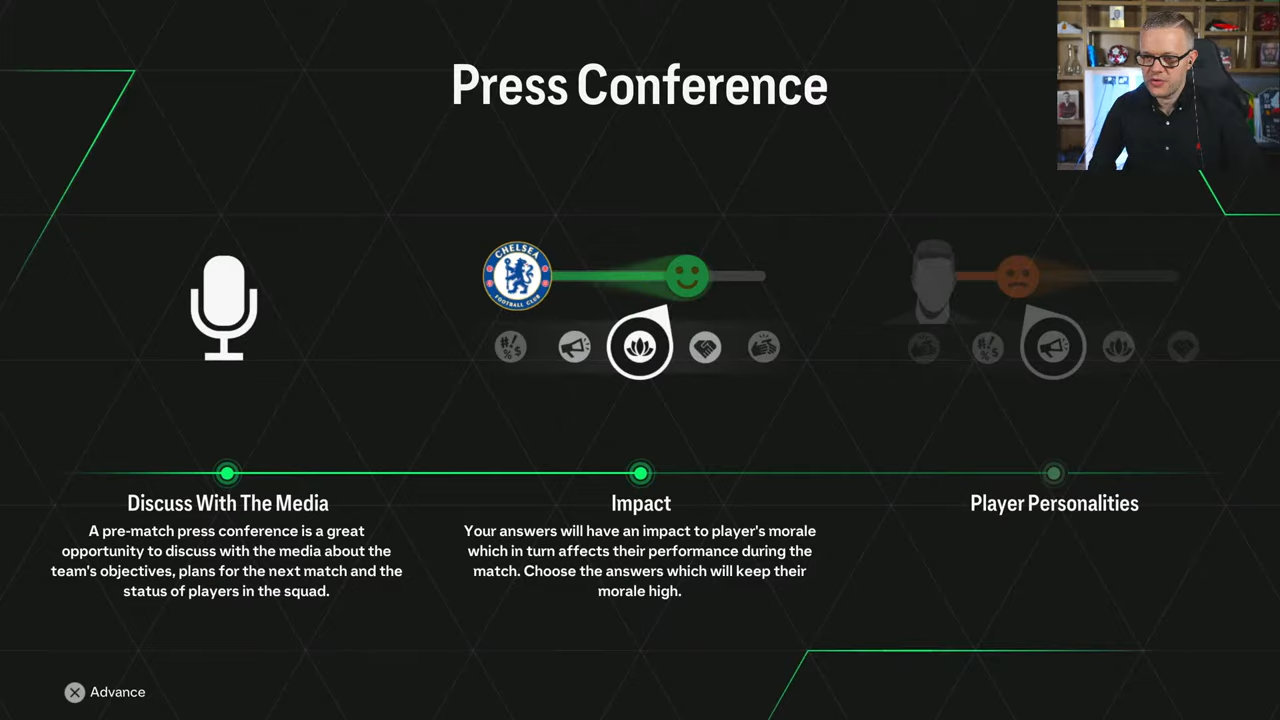 Press Conference
CHELSEA
FOOTBALL CLUB
#!
%$
#!
%$
Discuss With The Media
A pre-match press conference is a great
opportunity to discuss with the media about the
team's objectives, plans for the next match and the
status of players in the squad.
Impact
Your answers will have an impact to player's morale
which in turn affects their performance during the
match. Choose the answers which will keep their
morale high.
Player Personalities
Advance